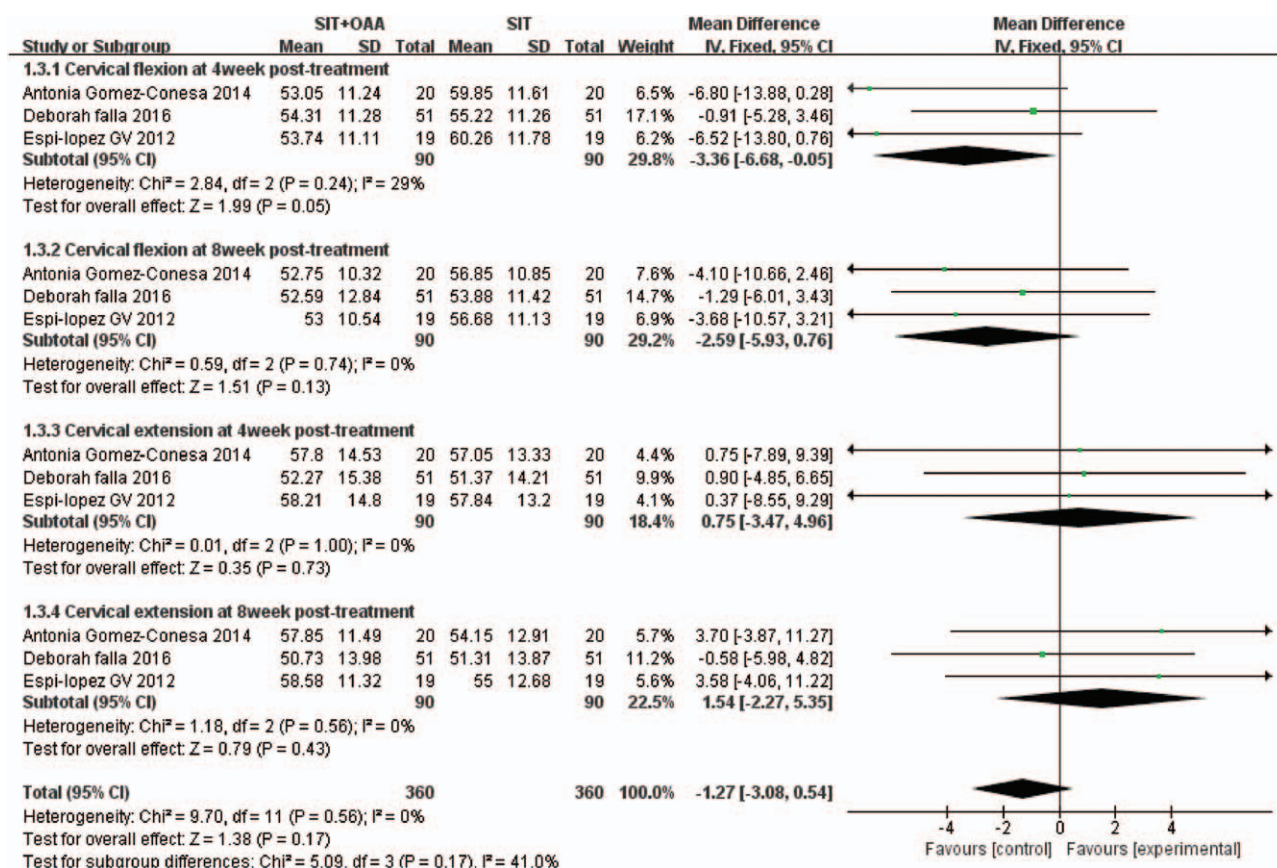 SIT+OAA SIT Mean Difference Mean Difference
Study or Subgroup Mean SD Total Mean SD Total Weight IV, Fixed, 95% CI IV, Fixed, 95% CI
1.3.1 Cervical flexion at 4week post-treatment
Antonia Gomez-Conesa 2014 53.05 11.24 20 59.85 11.61 20 6.5% -6.80 [-13.88, 0.28]
Deborah falla 2016 54.31 11.28 51 55.22 11.26 51 17.1% -0.91 [-5.28, 3.46]
Espi-lopez GV 2012 53.74 11.11 19 60.26 11.78 19 6.2% -6.52 [-13.80, 0.76]
Subtotal (95% CI) 90 90 29.8% -3.36 [-6.68, -0.05]
Heterogeneity: Chi² = 2.84, df = 2 (P = 0.24); I² = 29%
Test for overall effect: Z = 1.99 (P = 0.05)
1.3.2 Cervical flexion at 8week post-treatment
Antonia Gomez-Conesa 2014 52.75 10.32 20 56.85 10.85 20 7.6% -4.10 [-10.66, 2.46]
Deborah falla 2016 52.59 12.84 51 53.88 11.42 51 14.7% -1.29 [-6.01, 3.43]
Espi-lopez GV 2012 53 10.54 19 56.68 11.13 19 6.9% -3.68 [-10.57, 3.21]
Subtotal (95% CI) 90 90 29.2% -2.59 [-5.93, 0.76]
Heterogeneity: Chi² = 0.59, df = 2 (P = 0.74); I² = 0%
Test for overall effect: Z = 1.51 (P = 0.13)
1.3.3 Cervical extension at 4week post-treatment
Antonia Gomez-Conesa 2014 57.8 14.53 20 57.05 13.33 20 4.4% 0.75 [-7.89, 9.39]
Deborah falla 2016 52.27 15.38 51 51.37 14.21 51 9.9% 0.90 [-4.85, 6.65]
Espi-lopez GV 2012 58.21 14.8 19 57.84 13.2 19 4.1% 0.37 [-8.55, 9.29]
Subtotal (95% CI) 90 90 18.4% 0.75 [-3.47, 4.96]
Heterogeneity: Chi² = 0.01, df = 2 (P = 1.00); I² = 0%
Test for overall effect: Z = 0.35 (P = 0.73)
1.3.4 Cervical extension at 8week post-treatment
Antonia Gomez-Conesa 2014 57.85 11.49 20 54.15 12.91 20 5.7% 3.70 [-3.87, 11.27]
Deborah falla 2016 50.73 13.98 51 51.31 13.87 51 11.2% -0.58 [-5.98, 4.82]
Espi-lopez GV 2012 58.58 11.32 19 55 12.68 19 5.6% 3.58 [-4.06, 11.22]
Subtotal (95% CI) 90 90 22.5% 1.54 [-2.27, 5.35]
Heterogeneity: Chi² = 1.18, df = 2 (P = 0.56); I² = 0%
Test for overall effect: Z = 0.79 (P = 0.43)
Total (95% CI) 360 360 100.0% -1.27 [-3.08, 0.54]
Heterogeneity: Chi² = 9.70, df = 11 (P = 0.56); I² = 0%
Test for overall effect: Z = 1.38 (P = 0.17)
Test for subgroup differences: Chi² = 5.09, df = 3 (P = 0.17), I² = 41.0%
-4 -2 0 2 4
Favours [control] Favours [experimental]